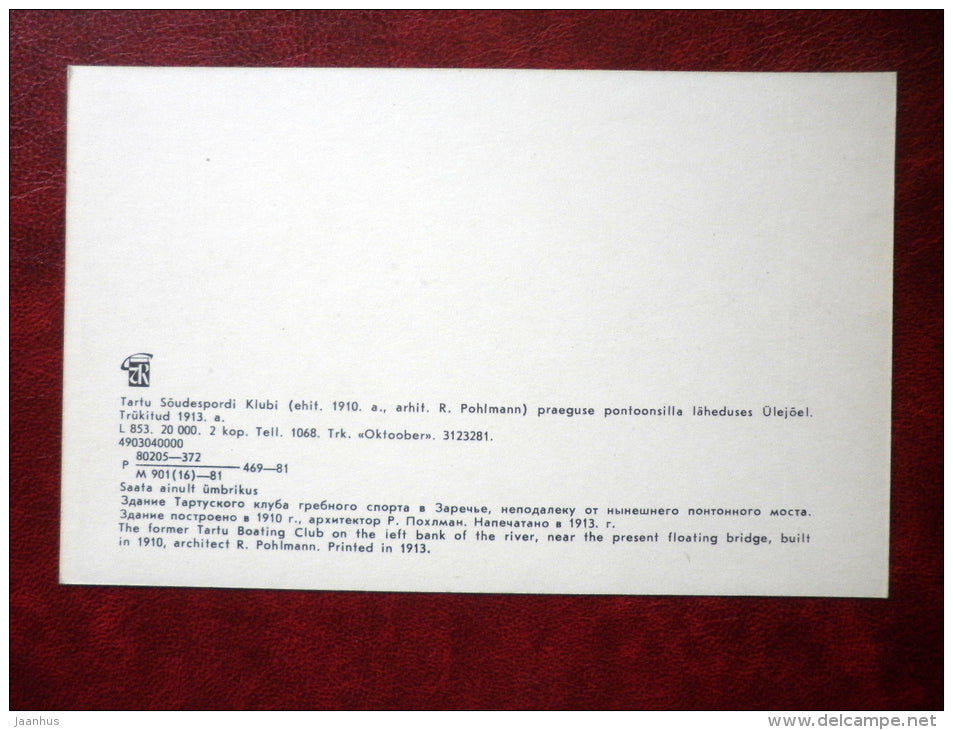 Tartu Sõudespordi Klubi (ehit. 1910. a., arhit. R. Pohlmann) praeguse pontoonsilla läheduses Ülejõel.
Trükitud 1913. a.
L 853. 20 000. 2 kop. Tell. 1068. Trk. «Oktoober». 3123281.
4903040000
80205—372
P 469—81
M 901(16)—81
Saata ainult ümbrikus
Здание Тартуского клуба гребного спорта в Заречье, неподалеку от нынешнего понтонного моста.
Здание построено в 1910 г., архитектор Р. Похлман. Напечатано в 1913. г.
The former Tartu Boating Club on the left bank of the river, near the present floating bridge, built
in 1910, architect R. Pohlmann. Printed in 1913.
Jaanhus
www.delcampe.net